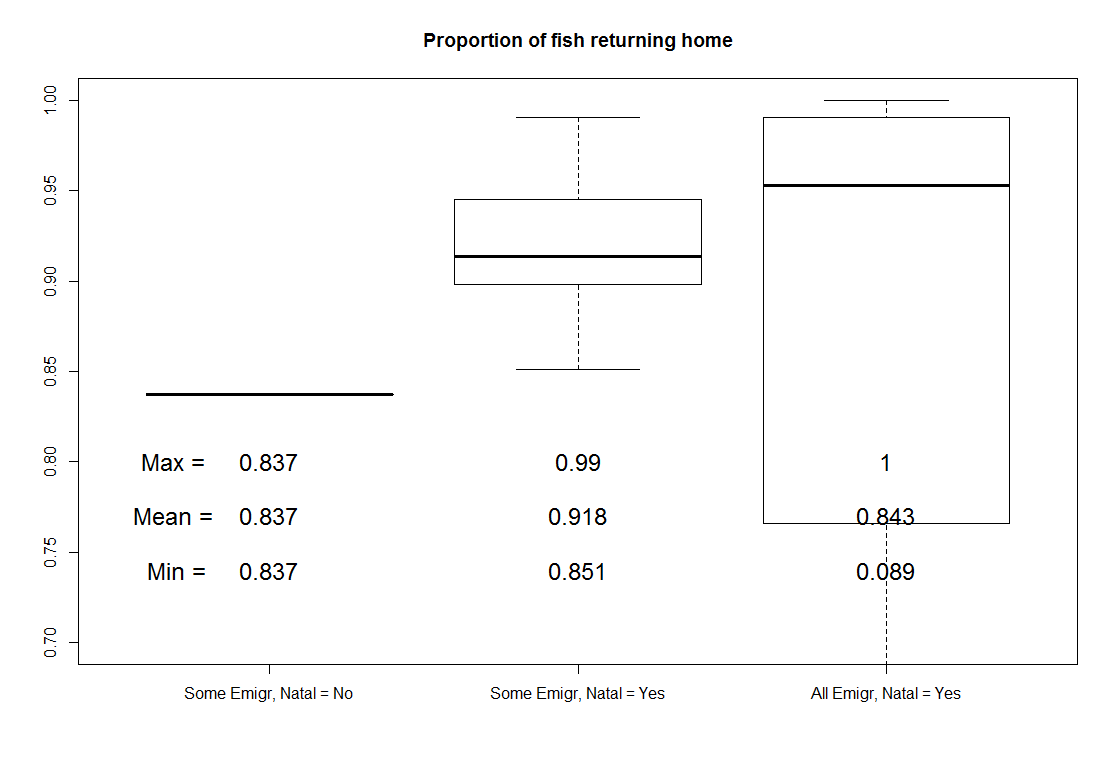 Proportion of fish returning home
1.00
0.95
0.90
0.85
0.80
0.75
0.70
Max = 0.837 0.99 1
Mean = 0.837 0.918 0.843
Min = 0.837 0.851 0.089
Some Emigr, Natal = No Some Emigr, Natal = Yes All Emigr, Natal = Yes